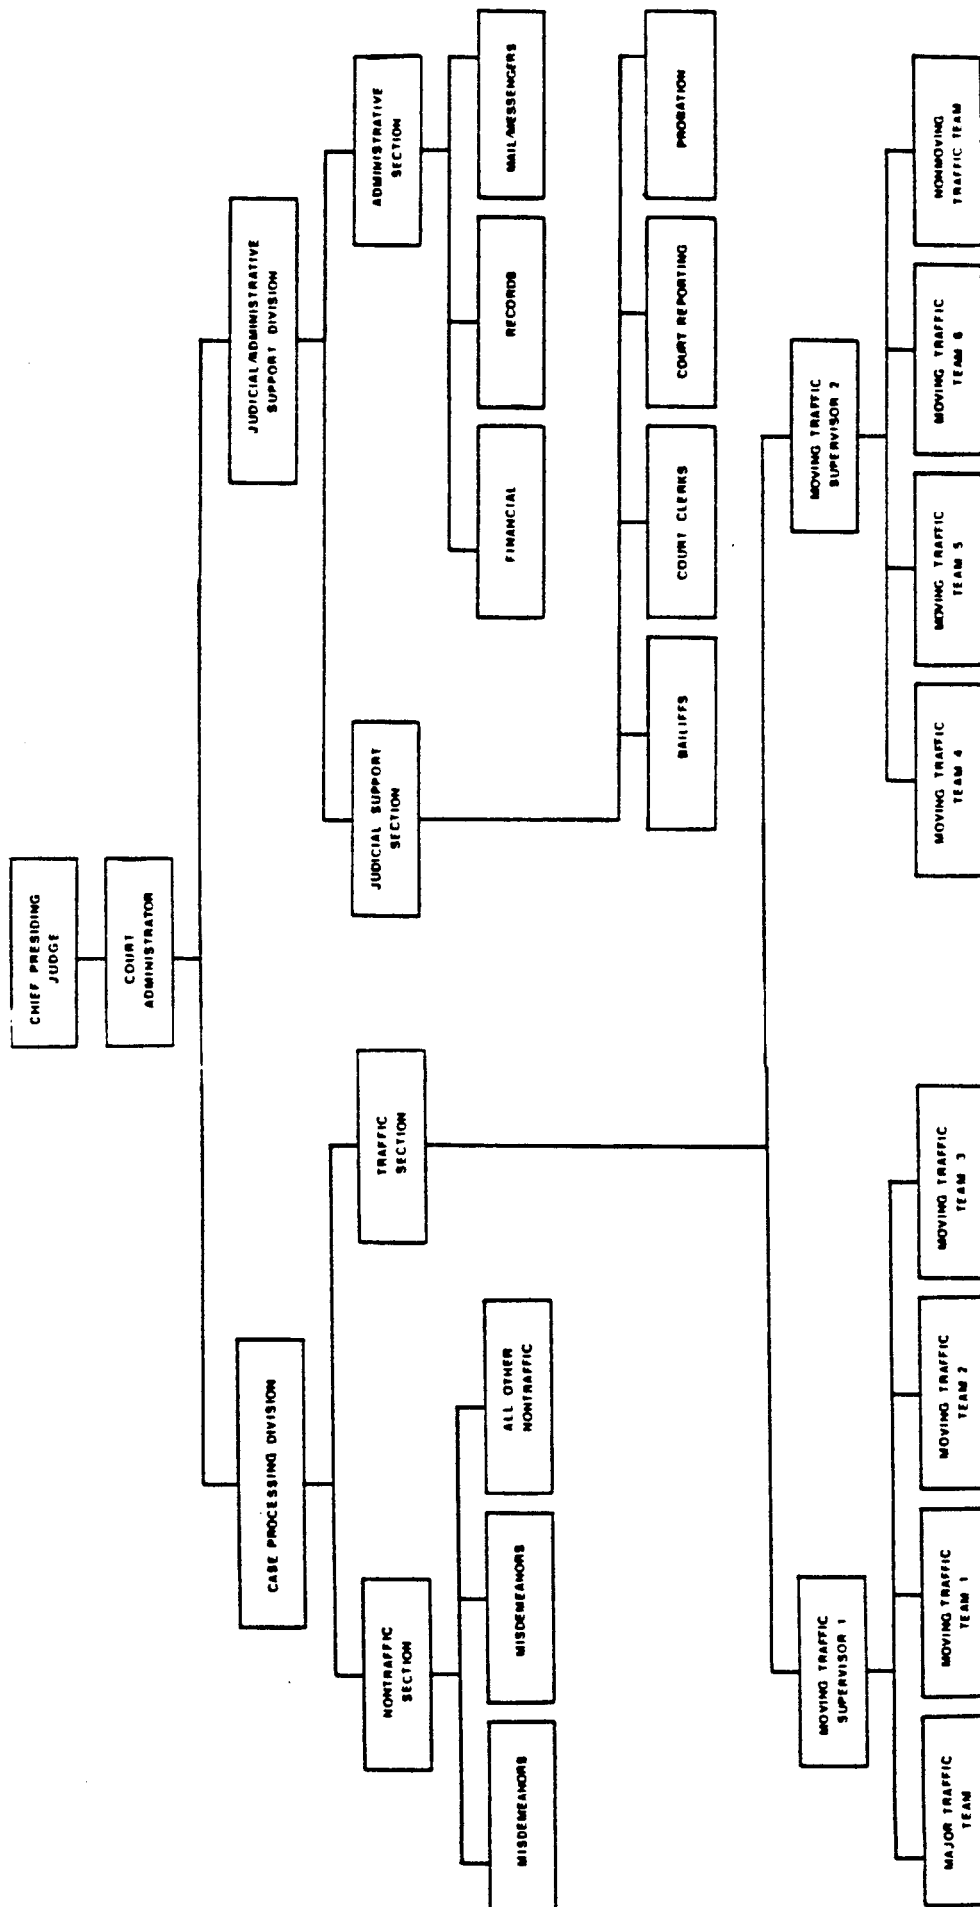 CHIEF PRESIDING
JUDGE
COURT
ADMINISTRATOR
CASE PROCESSING DIVISION
JUDICIAL/ADMINISTRATIVE
SUPPORT DIVISION
NONTRAFFIC
SECTION
TRAFFIC
SECTION
JUDICIAL SUPPORT
SECTION
ADMINISTRATIVE
SECTION
MISDEMEANORS
MISDEMEANORS
ALL OTHER
NONTRAFFIC
FINANCIAL
RECORDS
MAIL/MESSENGERS
BAILIFFS
COURT CLERKS
COURT REPORTING
PROBATION
MOVING TRAFFIC
SUPERVISOR 1
MOVING TRAFFIC
SUPERVISOR 2
MAJOR TRAFFIC
TEAM
MOVING TRAFFIC
TEAM 1
MOVING TRAFFIC
TEAM 2
MOVING TRAFFIC
TEAM 3
MOVING TRAFFIC
TEAM 4
MOVING TRAFFIC
TEAM 5
MOVING TRAFFIC
TEAM 6
NONMOVING
TRAFFIC TEAM